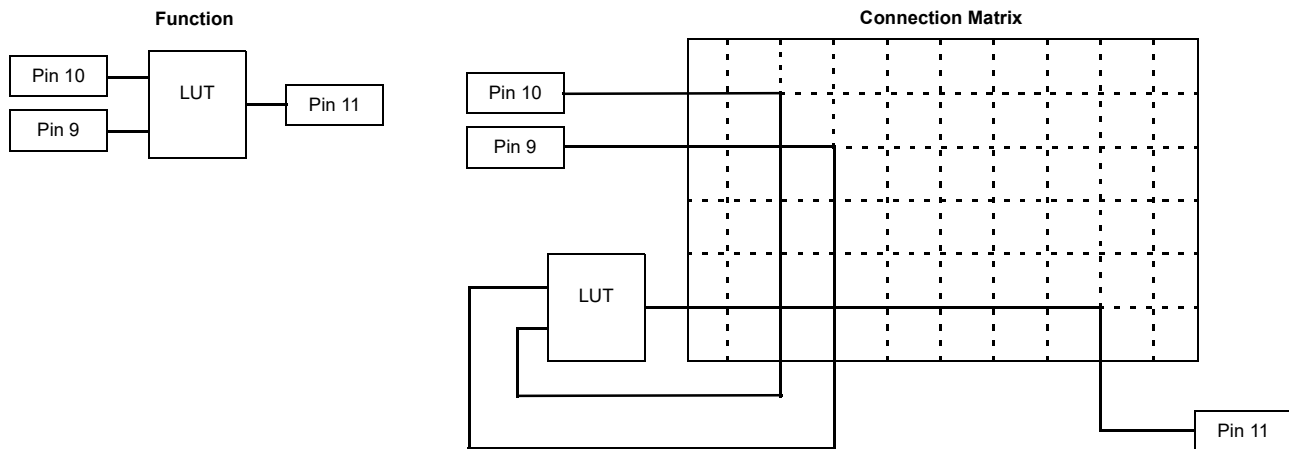 Function
Pin 10
Pin 9
LUT
Pin 11
Connection Matrix
Pin 10
Pin 9
LUT
Pin 11